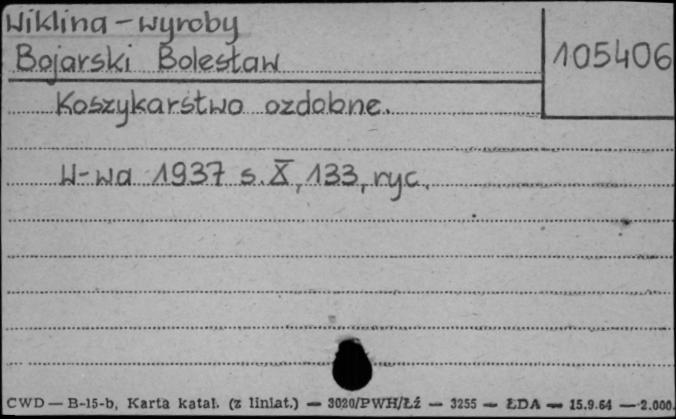 Wiklina - wyroby
Bojarski Bolesław
105406
Koszykarstwo ozdobne.
W-wa 1937 s. X, 133, ryc.
CWD — B-15-b, Karta katal. (z liniat.) — 3020/PWH/Łź — 3255 — ŁDA — 15.9.64 — 2.000.